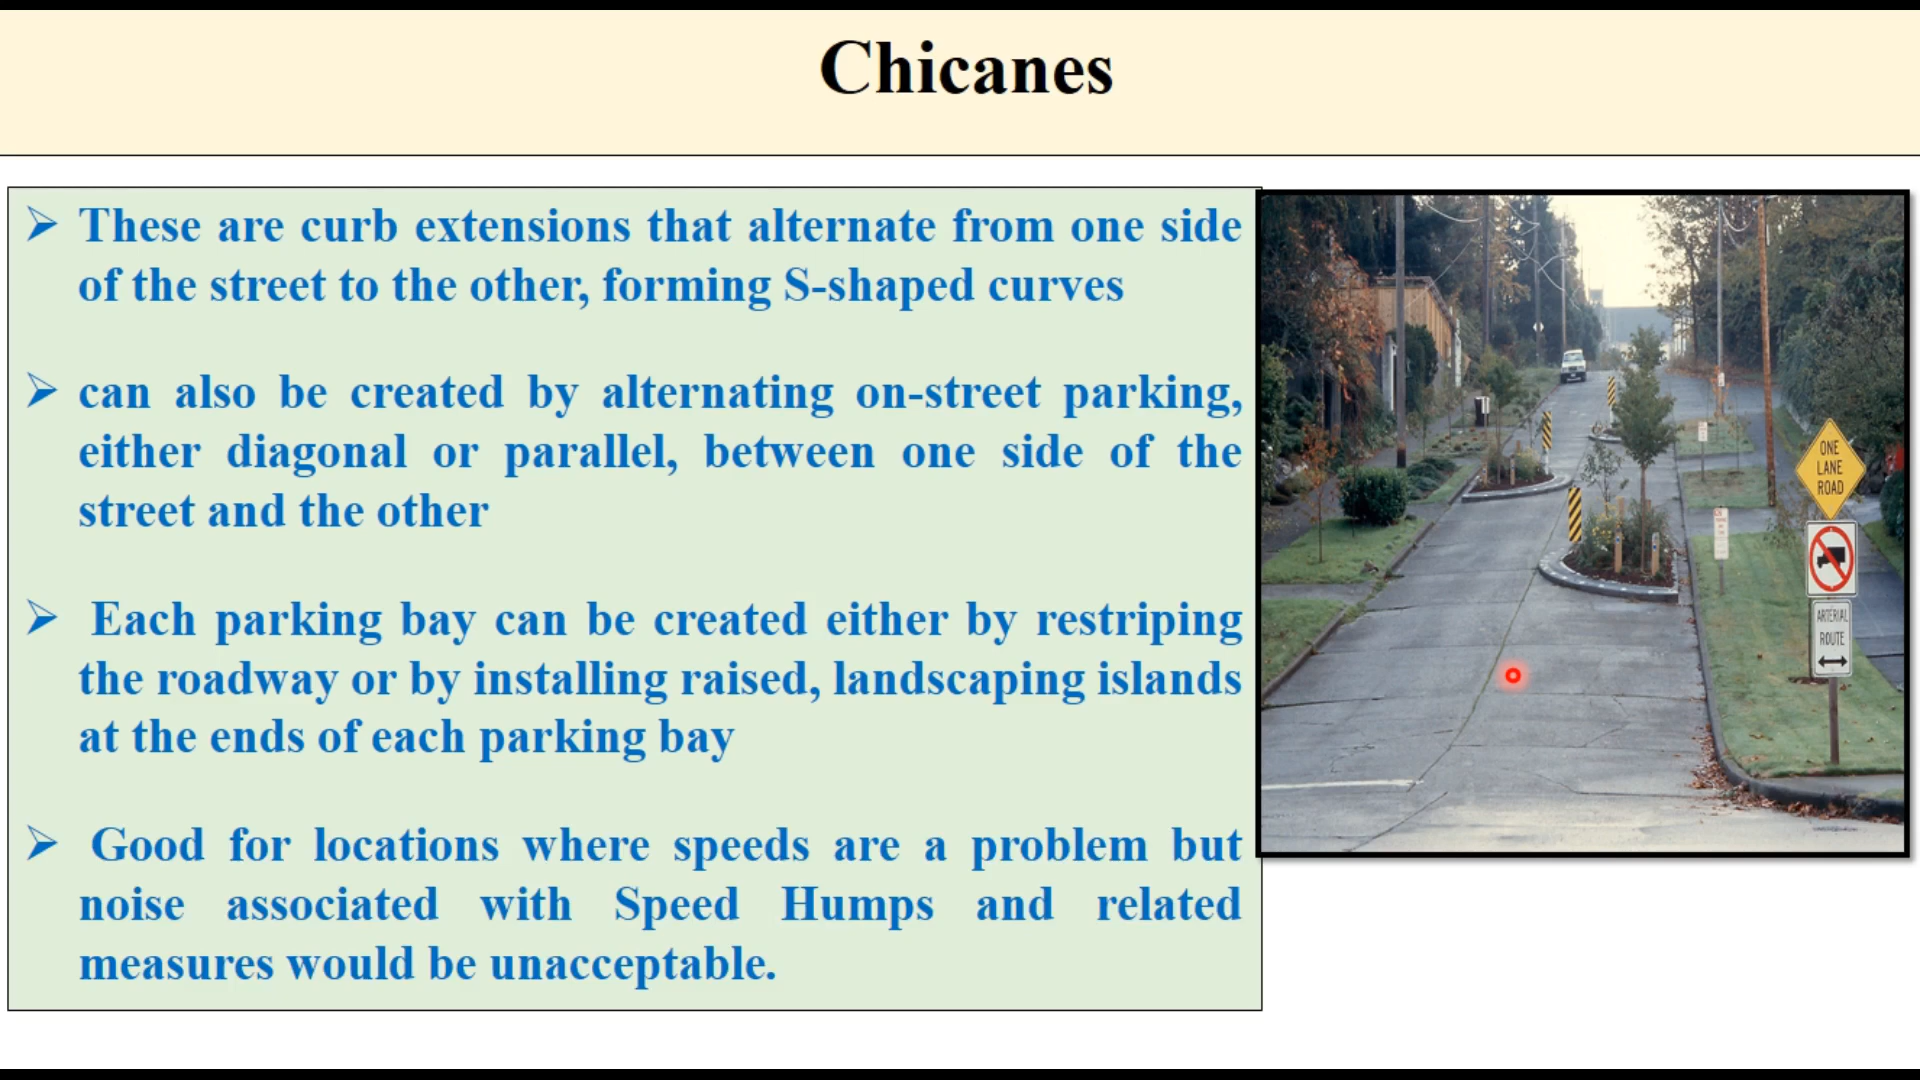 Chicanes
➢ These are curb extensions that alternate from one side
of the street to the other, forming S-shaped curves
➢ can also be created by alternating on-street parking,
either diagonal or parallel, between one side of the
street and the other
➢ Each parking bay can be created either by restriping
the roadway or by installing raised, landscaping islands
at the ends of each parking bay
➢ Good for locations where speeds are a problem but
noise associated with Speed Humps and related
measures would be unacceptable.
ONE
LANE
ROAD
ARTERIAL
ROUTE